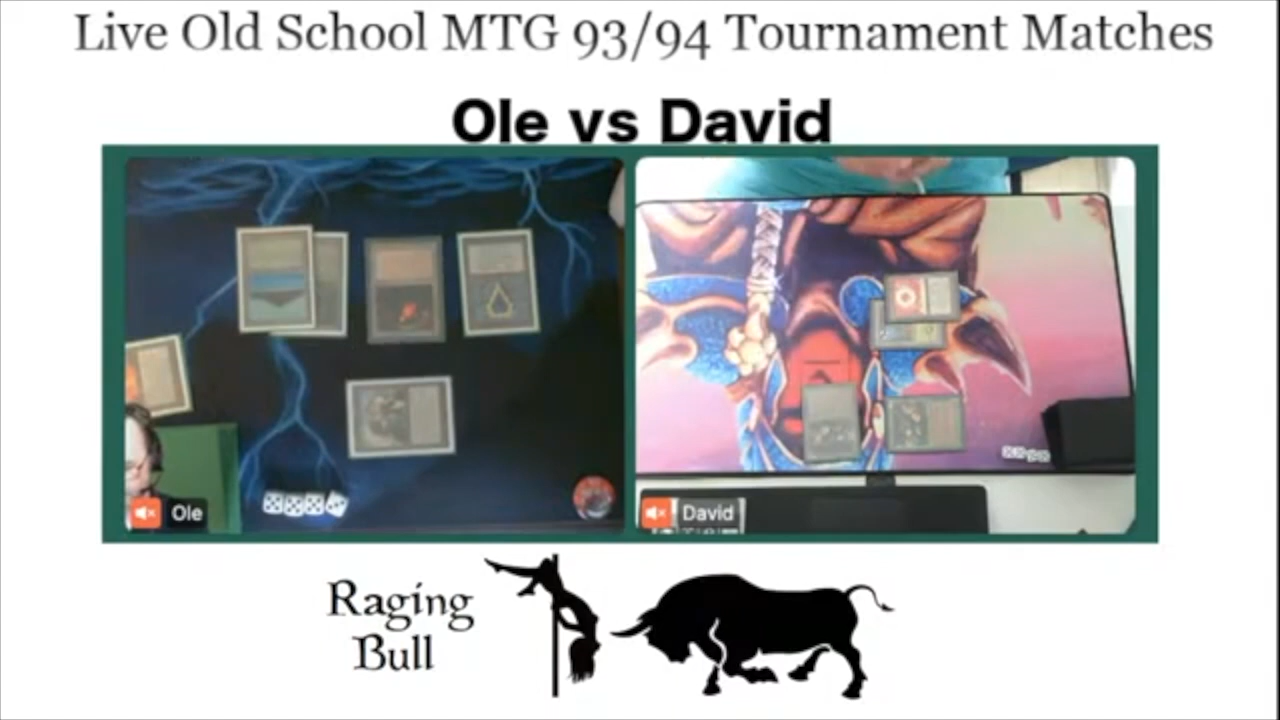 Live Old School MTG 93/94 Tournament Matches
Ole vs David
Ole
David
Raging
Bull